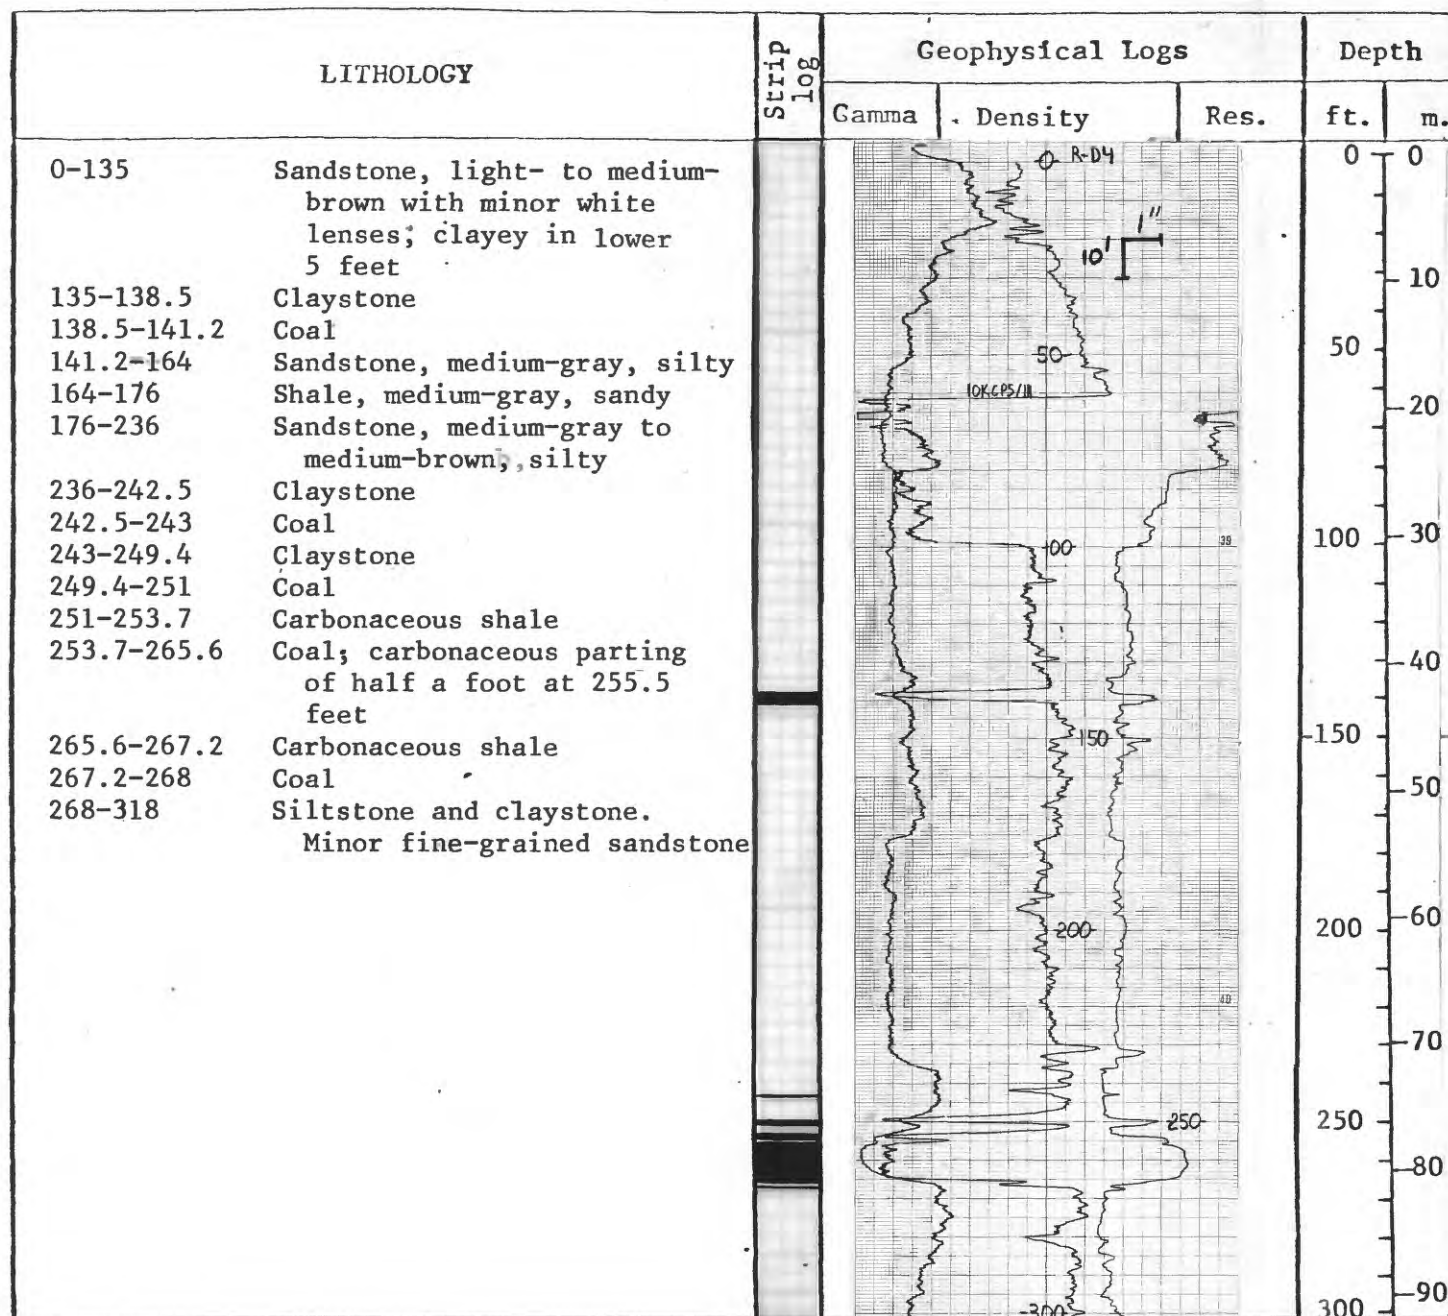 LITHOLOGY
Strip log
Geophysical Logs
Depth
Gamma
Density
Res.
ft.
m.
0-135 Sandstone, light- to medium-
brown with minor white
lenses; clayey in lower
5 feet
135-138.5 Claystone
138.5-141.2 Coal
141.2-164 Sandstone, medium-gray, silty
164-176 Shale, medium-gray, sandy
176-236 Sandstone, medium-gray to
medium-brown, silty
236-242.5 Claystone
242.5-243 Coal
243-249.4 Claystone
249.4-251 Coal
251-253.7 Carbonaceous shale
253.7-265.6 Coal; carbonaceous parting
of half a foot at 255.5
feet
265.6-267.2 Carbonaceous shale
267.2-268 Coal
268-318 Siltstone and claystone.
Minor fine-grained sandstone
R-D4
1"
10'
50
10K CPS/IN
100
39
150
200
40
250
300
0
50
100
150
200
250
300
0
10
20
30
40
50
60
70
80
90